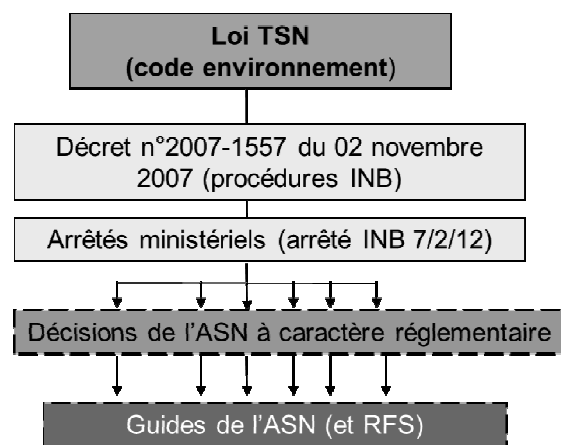 Loi TSN
(code environnement)
Décret n°2007-1557 du 02 novembre
2007 (procédures INB)
Arrêtés ministériels (arrêté INB 7/2/12)
Décisions de l'ASN à caractère réglementaire
Guides de l'ASN (et RFS)